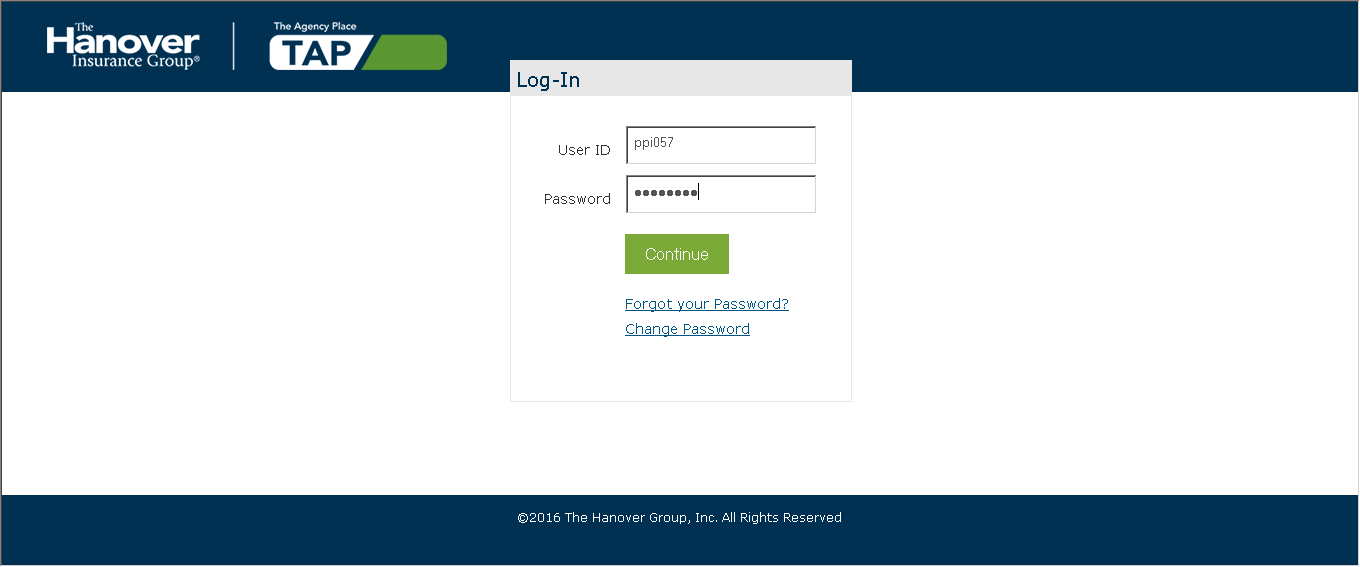 The
Hanover
Insurance Group®
The Agency Place
TAP
Log-In
User ID
ppi057
Password
••••••••
Continue
Forgot your Password?
Change Password
©2016 The Hanover Group, Inc. All Rights Reserved